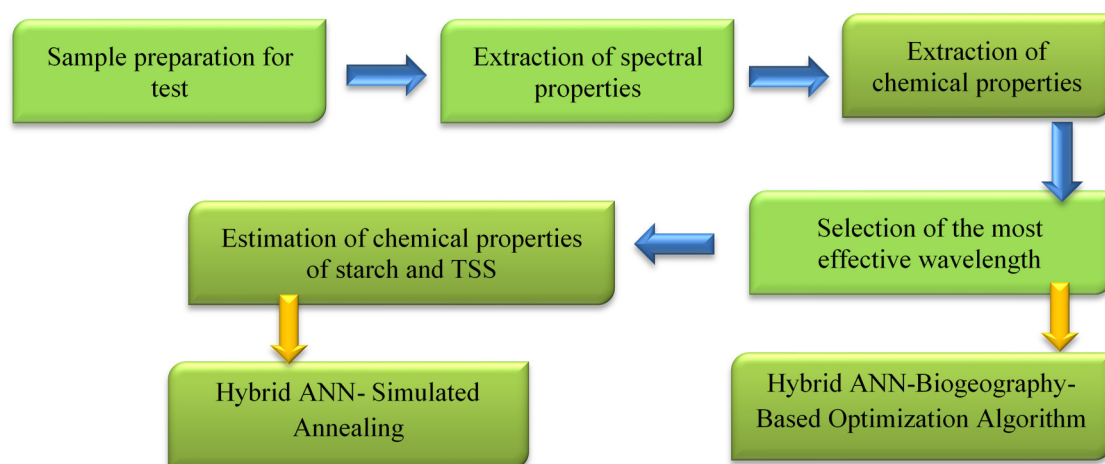 Sample preparation for
test
Extraction of spectral
properties
Extraction of
chemical properties
Selection of the most
effective wavelength
Estimation of chemical properties
of starch and TSS
Hybrid ANN- Simulated
Annealing
Hybrid ANN-Biogeography-
Based Optimization Algorithm